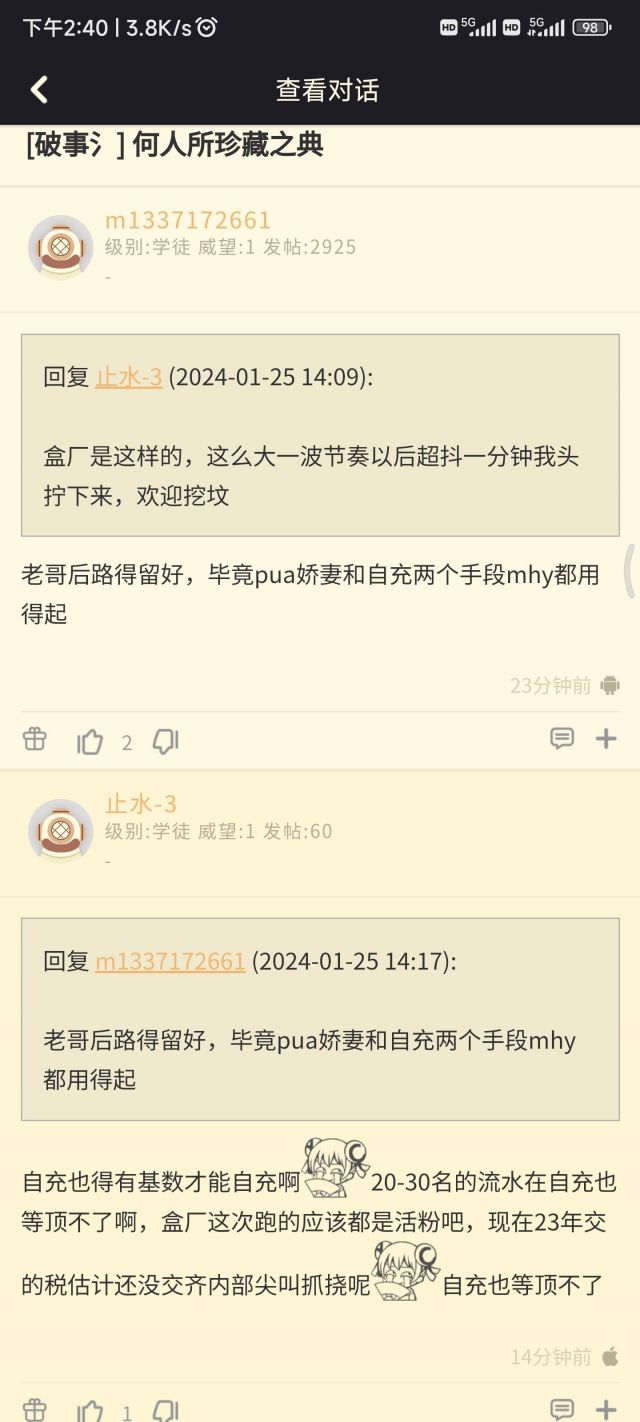 下午2:40 | 3.8K/s
HD 5G HD 5G 98
查看对话
[破事氵] 何人所珍藏之典
m1337172661
级别:学徒 威望:1 发帖:2925
-
回复 止水-3 (2024-01-25 14:09):
盒厂是这样的，这么大一波节奏以后超抖一分钟我头
拧下来，欢迎挖坟
老哥后路得留好，毕竟pua娇妻和自充两个手段mhy都用
得起
23分钟前
2
止水-3
级别:学徒 威望:1 发帖:60
-
回复 m1337172661 (2024-01-25 14:17):
老哥后路得留好，毕竟pua娇妻和自充两个手段mhy
都用得起
自充也得有基数才能自充啊 20-30名的流水在自充也
等顶不了啊，盒厂这次跑的应该都是活粉吧，现在23年交
的税估计还没交齐内部尖叫抓挠呢 自充也等顶不了
14分钟前
1